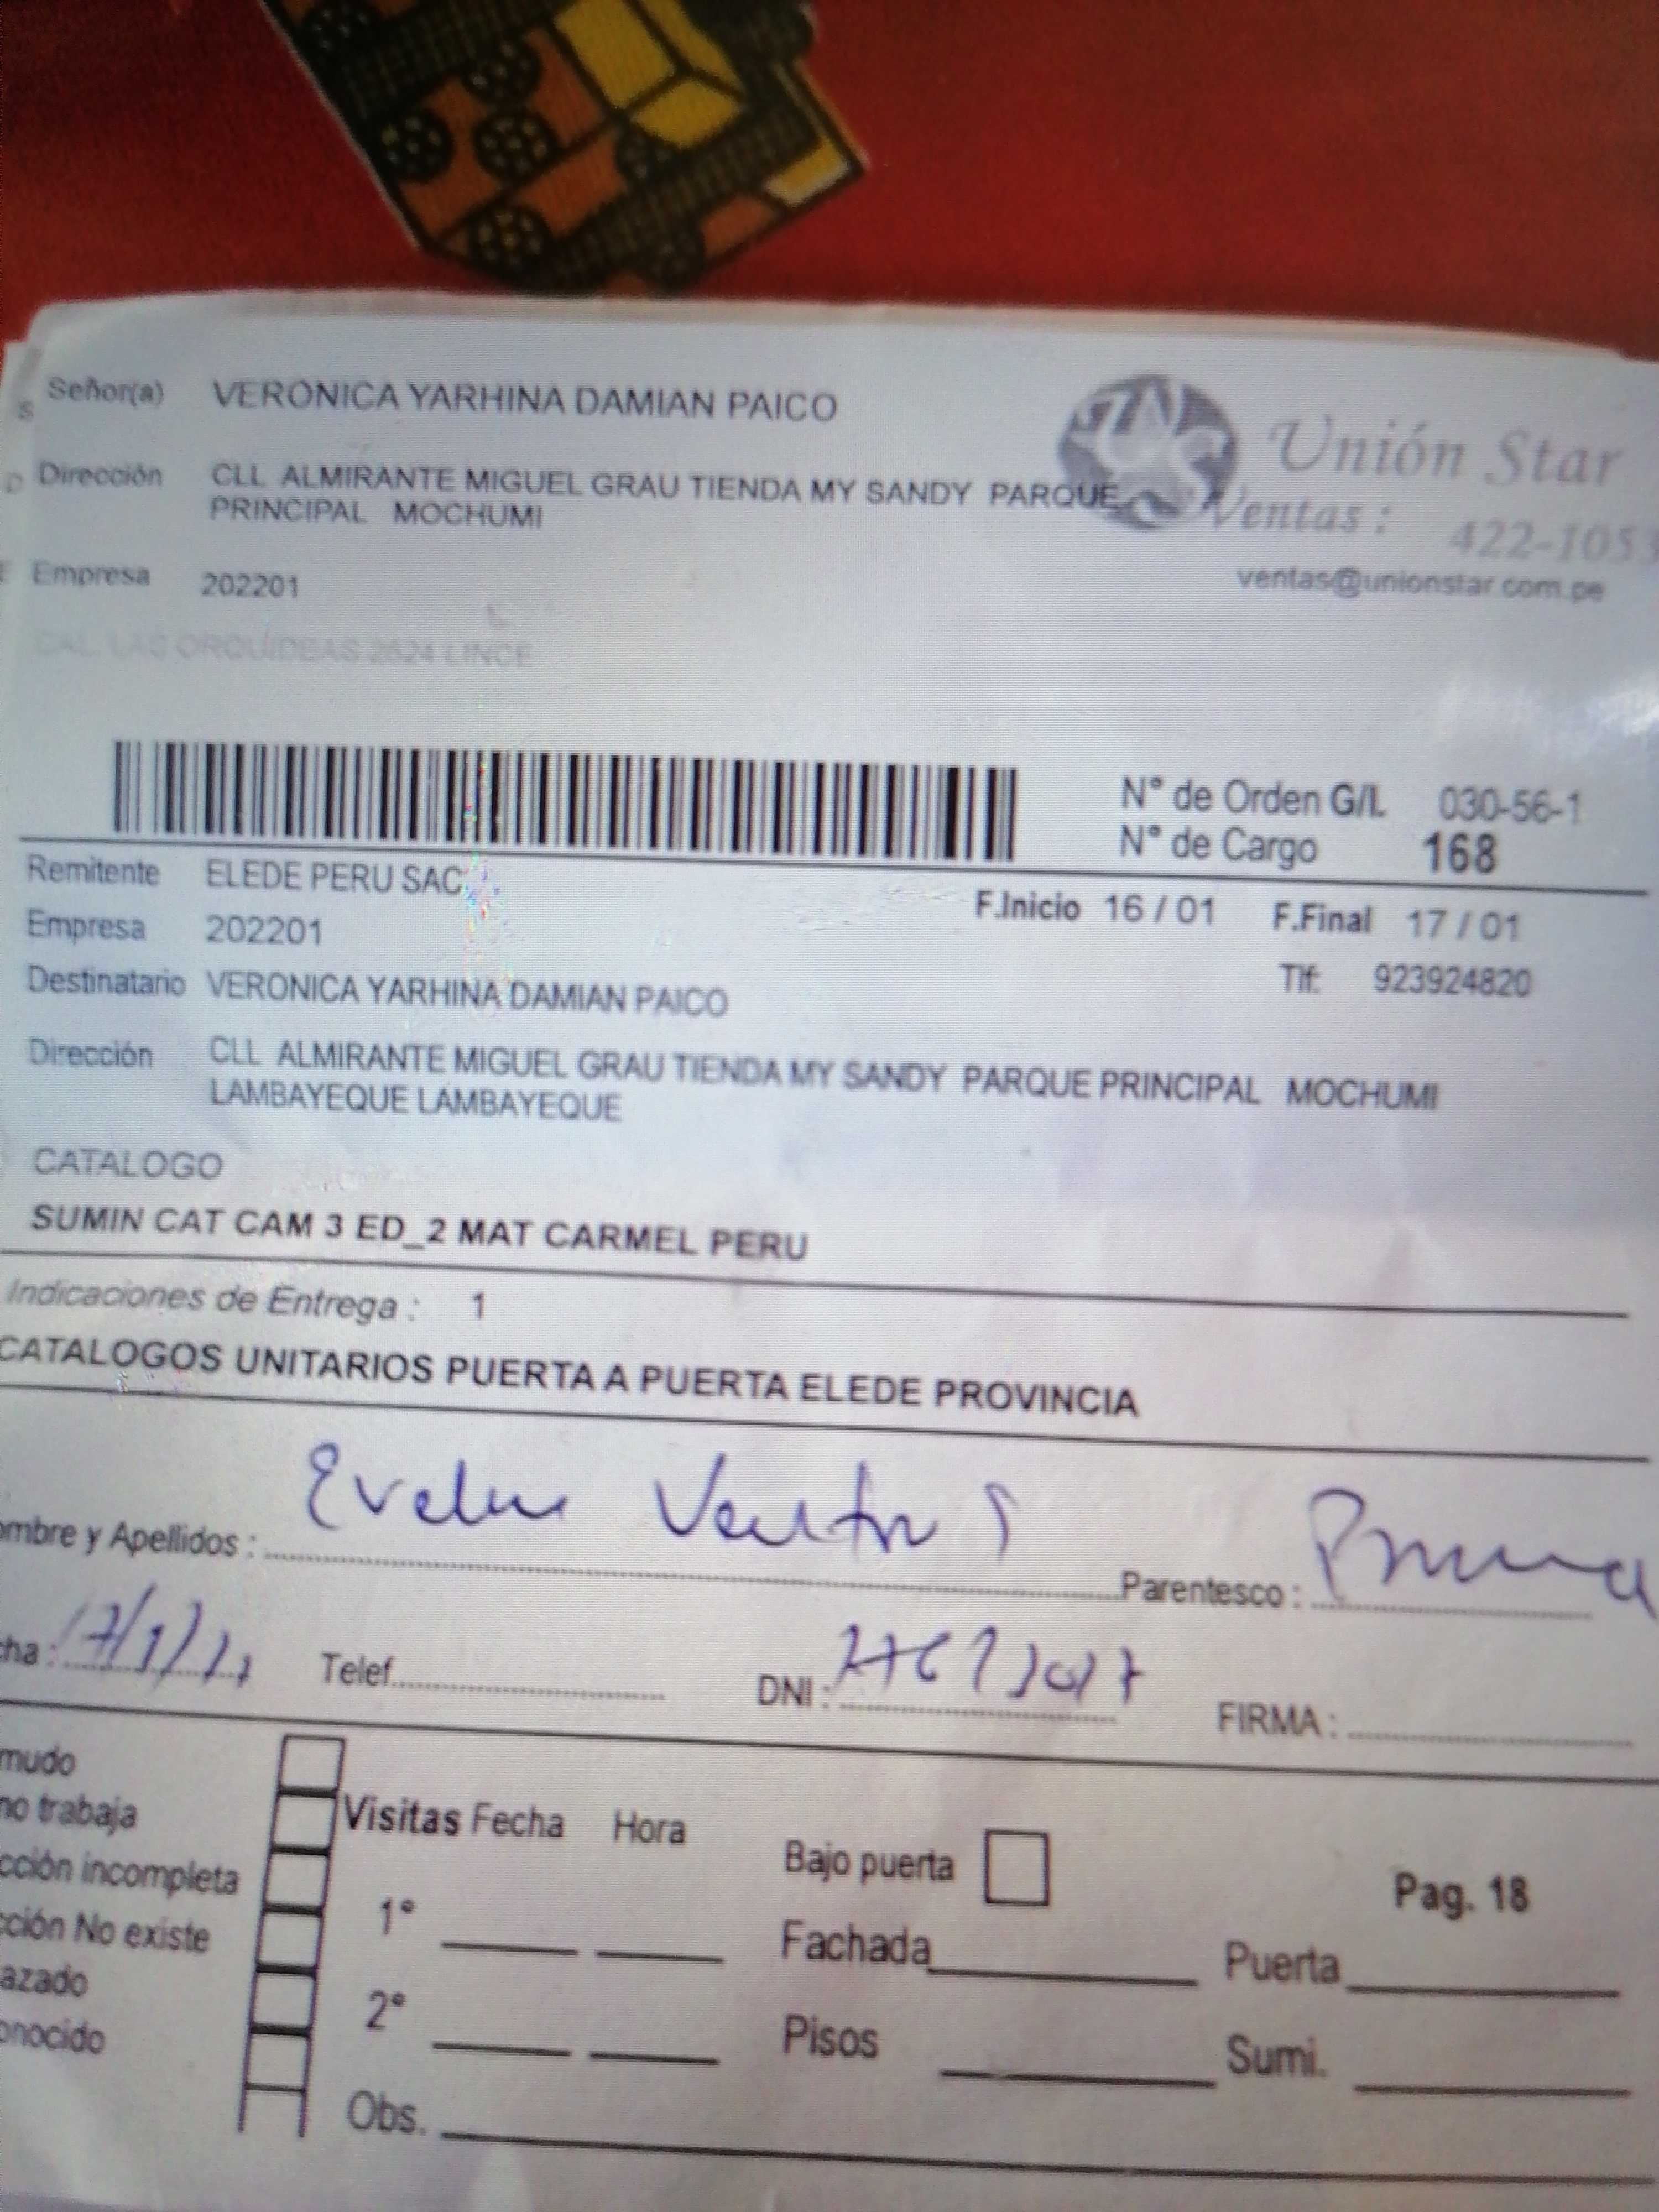 Señor(a) VERONICA YARHINA DAMIAN PAICO
Unión Star
Dirección CLL ALMIRANTE MIGUEL GRAU TIENDA MY SANDY PARQUE
PRINCIPAL MOCHUMI
Ventas : 422-1053
Empresa 202201
ventas@unionstar.com.pe
CAL LAS ORQUÍDEAS 2624 LINCE
N° de Orden G/L 030-56-1
N° de Cargo 168
Remitente ELEDE PERU SAC
F.Inicio 16 / 01 F.Final 17 / 01
Empresa 202201
Tlf: 923924820
Destinatario VERONICA YARHINA DAMIAN PAICO
Dirección CLL ALMIRANTE MIGUEL GRAU TIENDA MY SANDY PARQUE PRINCIPAL MOCHUMI
LAMBAYEQUE LAMBAYEQUE
CATALOGO
SUMIN CAT CAM 3 ED_2 MAT CARMEL PERU
Indicaciones de Entrega : 1
CATALOGOS UNITARIOS PUERTA A PUERTA ELEDE PROVINCIA
ombre y Apellidos : Parentesco :
cha : Telef. DNI : FIRMA :
mudo
no trabaja
Visitas Fecha Hora
cción incompleta
Bajo puerta
Pag. 18
cción No existe
1°
Fachada Puerta
azado
2°
onocido
Pisos Sumi.
Obs.